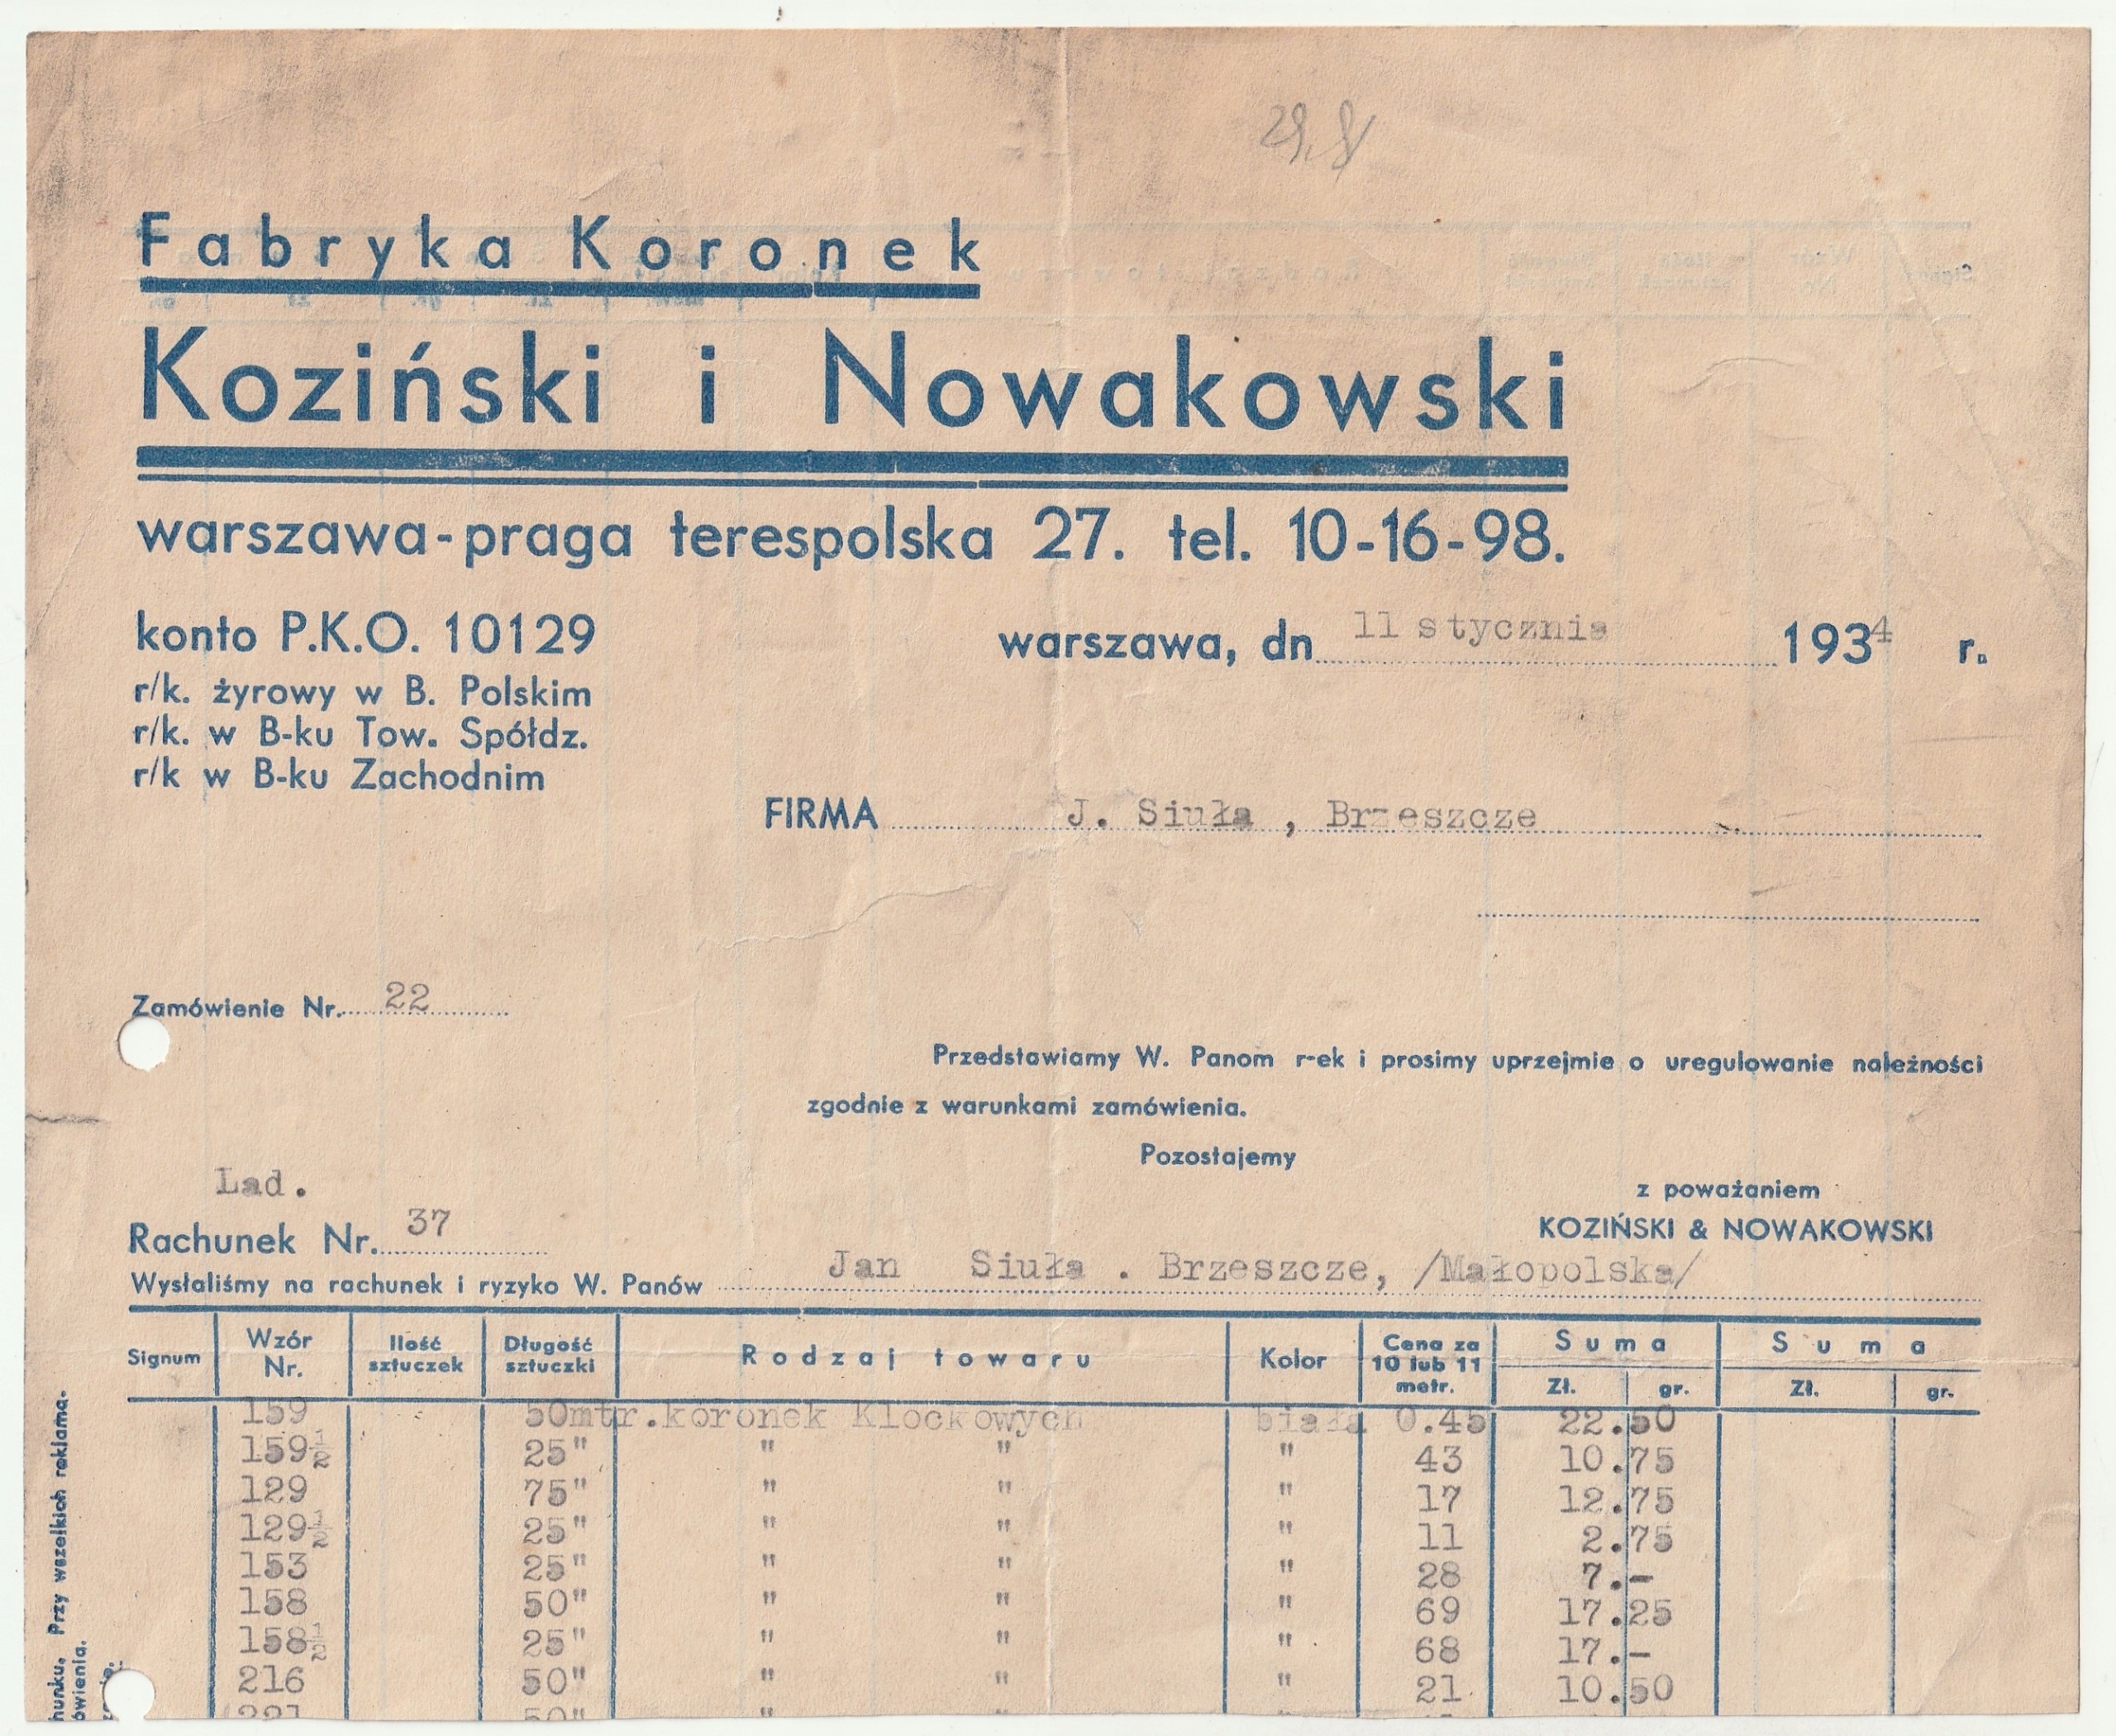 29.8/
Fabryka Koronek
Koziński i Nowakowski
warszawa-praga terespolska 27. tel. 10-16-98.
konto P.K.O. 10129
warszawa, dn 11 stycznia 1934 r.
r/k. żyrowy w B. Polskim
r/k. w B-ku Tow. Spółdz.
r/k w B-ku Zachodnim
FIRMA J. Siuła , Brzeszcze
Zamówienie Nr. 22
Przedstawiamy W. Panom r-ek i prosimy uprzejmie o uregulowanie należności
zgodnie z warunkami zamówienia.
Pozostajemy
z poważaniem
KOZIŃSKI & NOWAKOWSKI
Lad.
Rachunek Nr. 37
Wysłaliśmy na rachunek i ryzyko W. Panów Jan Siuła . Brzeszcze, /Małopolska/
Signum Wzór Nr. Ilość sztuczek Długość sztuczki Rodzaj towaru Kolor Cena za 10 lub 11 metr. Suma Zł. gr. Suma Zł. gr.
159 50mtr.koronek Klockowych biała 0.45 22.50
159½ 25" " " " 43 10.75
129 75" " " " 17 12.75
129½ 25" " " " 11 2.75
153 25" " " " 28 7.-
158 50" " " " 69 17.25
158½ 25" " " " 68 17.-
216 50" " " " 21 10.50
221 50" " " "
hunku. Przy wszelkich reklama.
ówienia.